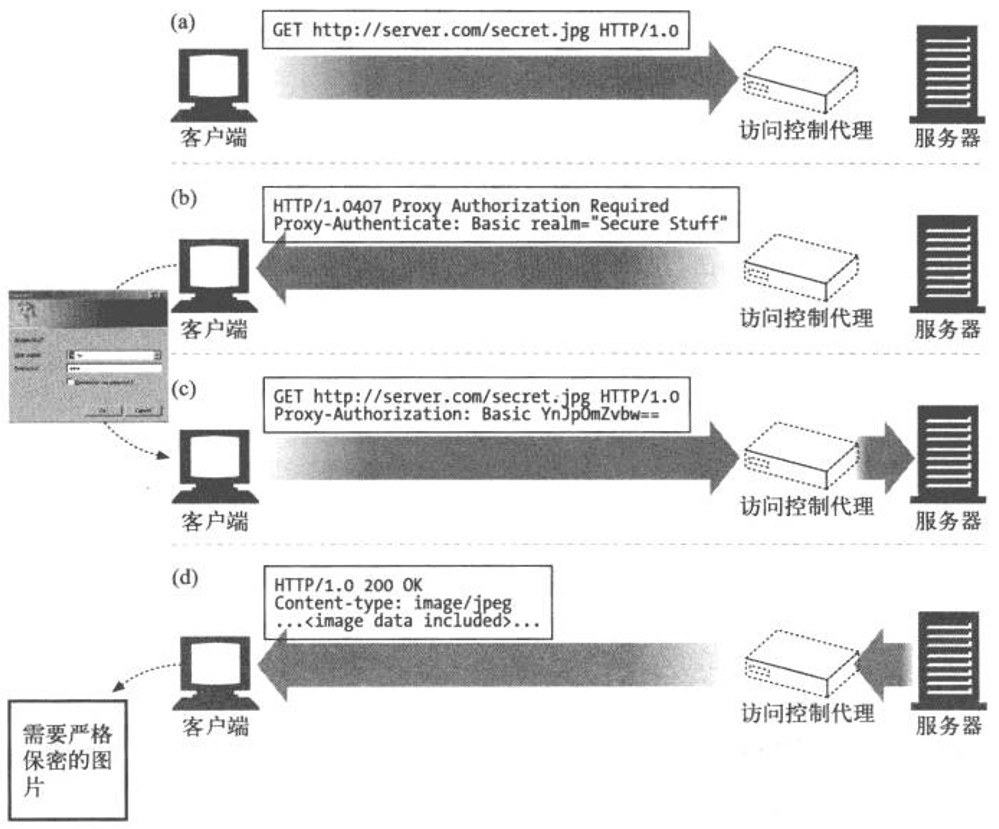 (a)
GET http://server.com/secret.jpg HTTP/1.0
客户端
访问控制代理
服务器
(b)
HTTP/1.0407 Proxy Authorization Required
Proxy-Authenticate: Basic realm="Secure Stuff"
客户端
访问控制代理
服务器
(c)
GET http://server.com/secret.jpg HTTP/1.0
Proxy-Authorization: Basic YnJpOmZvbw==
客户端
访问控制代理
服务器
(d)
HTTP/1.0 200 OK
Content-type: image/jpeg
...<image data included>...
客户端
访问控制代理
服务器
需要严格
保密的图
片